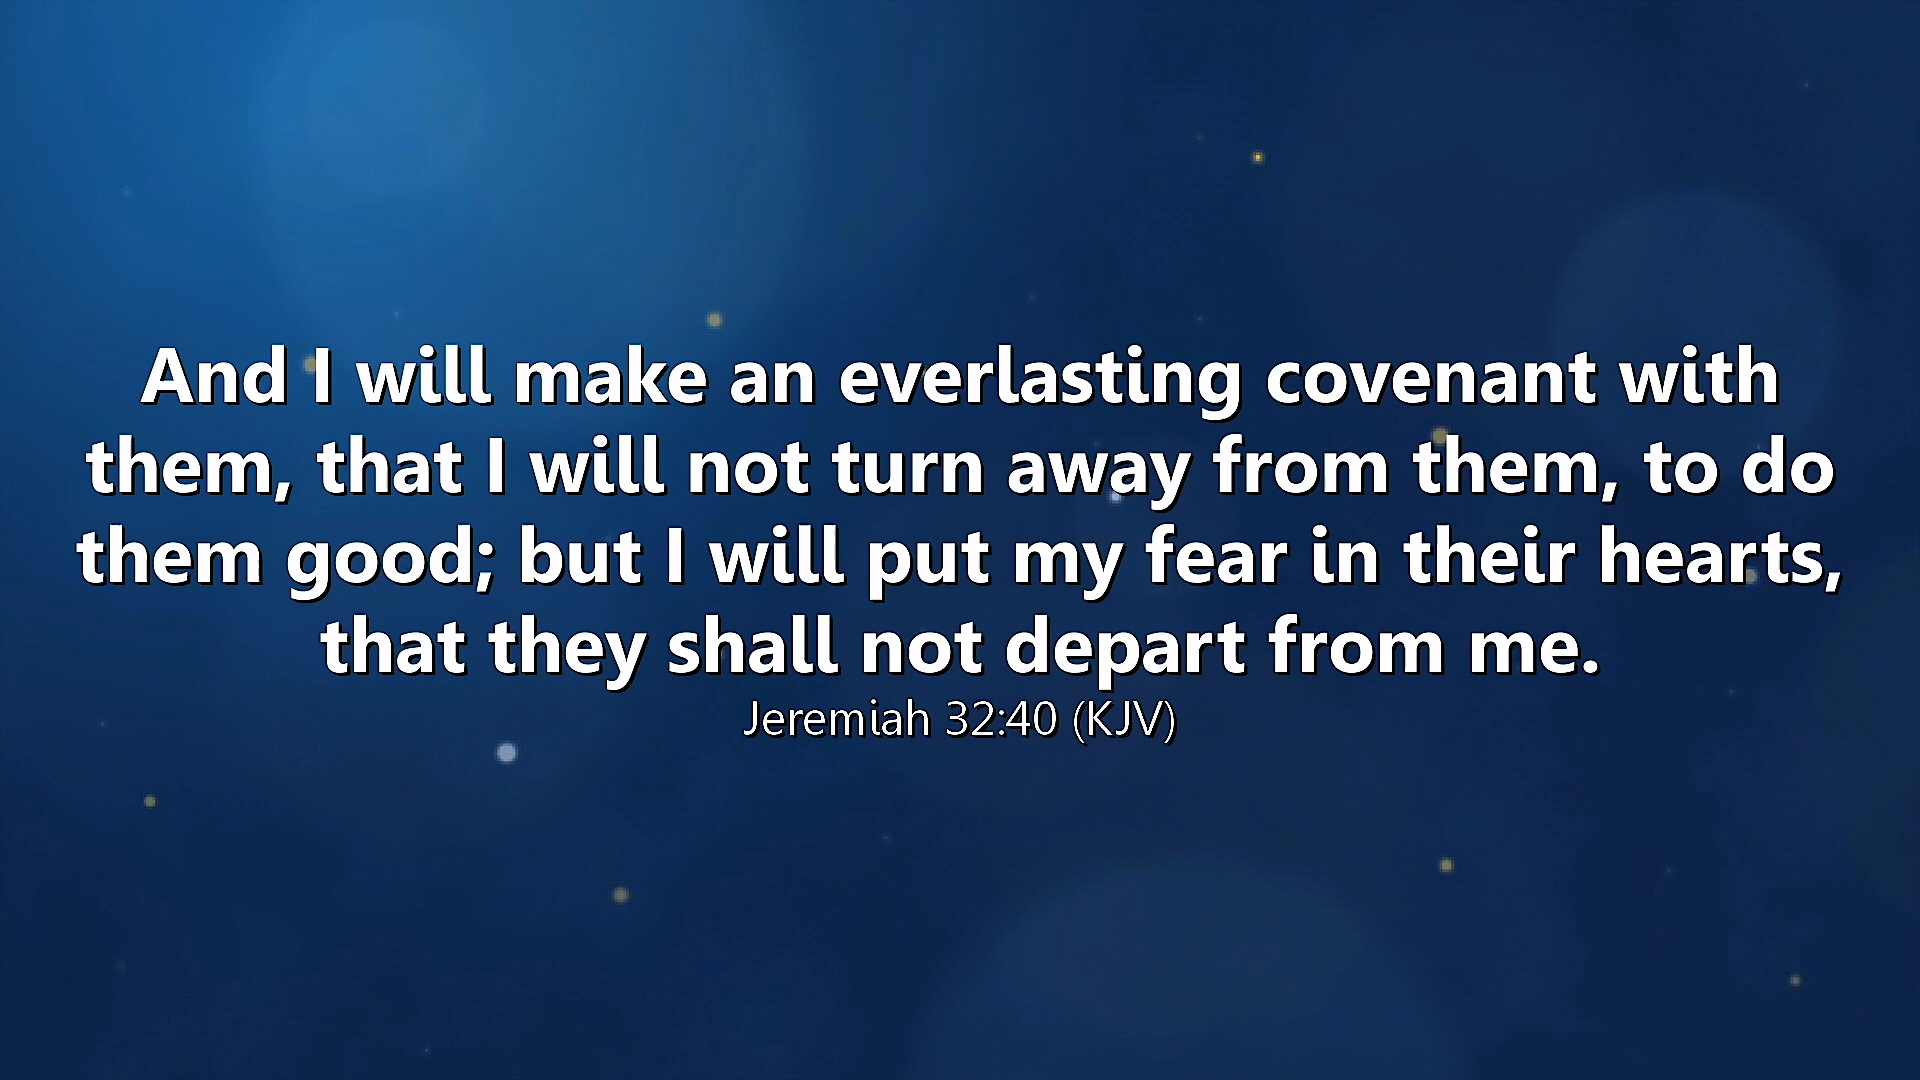 And I will make an everlasting covenant with
them, that I will not turn away from them, to do
them good; but I will put my fear in their hearts,
that they shall not depart from me.
Jeremiah 32:40 (KJV)